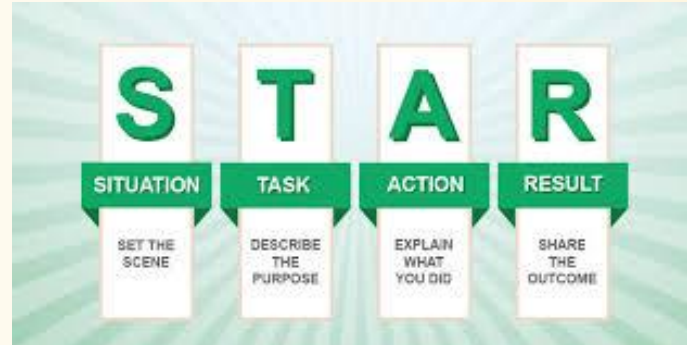 S T A R
SITUATION TASK ACTION RESULT
SET THE
SCENE
DESCRIBE
THE
PURPOSE
EXPLAIN
WHAT
YOU DID
SHARE
THE
OUTCOME